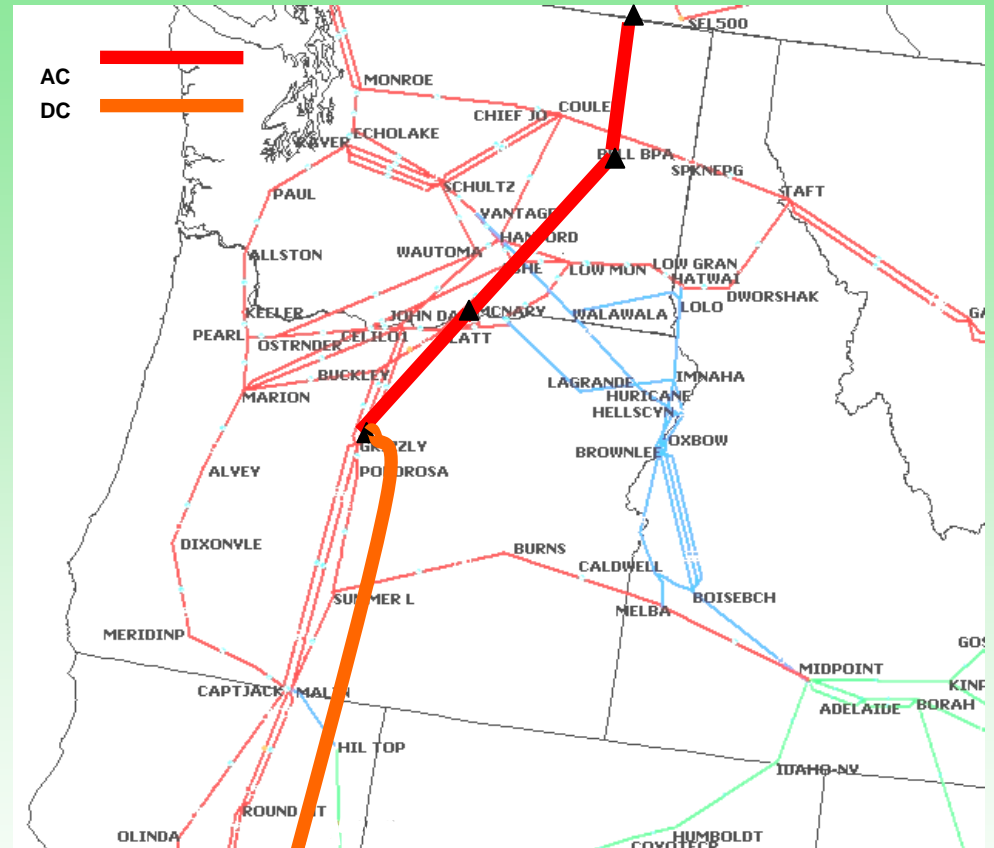 SEL500
AC
DC
MONROE
COULE
CHIEF JO
ECHOLAKE
BELL BPA
SPKNEPG
TAFT
PAUL
SCHULTZ
VANTAGE
HANFORD
WAUTOMA
ALLSTON
LOW MON
LOW GRAN
HATWAI
DWORSHAK
LOLO
KEELER
JOHN DA
MCNARY
WALAWALA
PEARL
OSTRNDER
CELILO1
LATT
BUCKLEY
MARION
LAGRANDE
IMNAHA
HURICANE
HELLSCYN
OXBOW
BROWNLEE
GRIZZLY
PONDROSA
ALVEY
DIXONVLE
BURNS
CALDWELL
BOISEBCH
SUMMER L
MELBA
MERIDINP
MIDPOINT
CAPTJACK
MALIN
ADELAIDE
BORAH
HIL TOP
IDAHO-NV
ROUND MT
OLINDA
HUMBOLDT